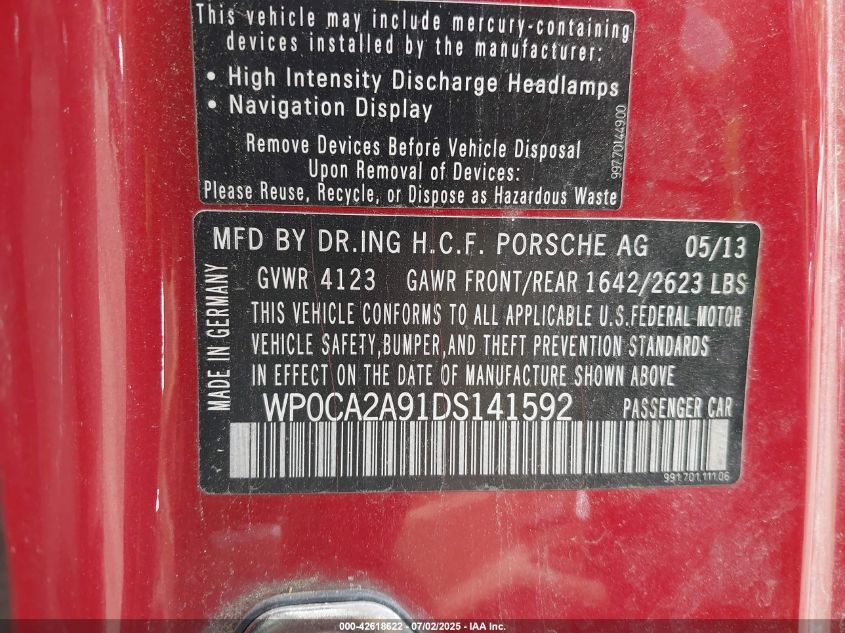 This vehicle may include mercury-containing
devices installed by the manufacturer:
• High Intensity Discharge Headlamps
• Navigation Display
Remove Devices Before Vehicle Disposal
Upon Removal of Devices:
Please Reuse, Recycle, or Dispose as Hazardous Waste
99770144900
MFD BY DR.ING H.C.F. PORSCHE AG 05/13
GVWR 4123 GAWR FRONT/REAR 1642/2623 LBS
THIS VEHICLE CONFORMS TO ALL APPLICABLE U.S.FEDERAL MOTOR
VEHICLE SAFETY,BUMPER,AND THEFT PREVENTION STANDARDS
IN EFFECT ON THE DATE OF MANUFACTURE SHOWN ABOVE
MADE IN GERMANY
WP0CA2A91DS141592 PASSENGER CAR
991.701.111.06
000-42618622 - 07/02/2025 - IAA Inc.